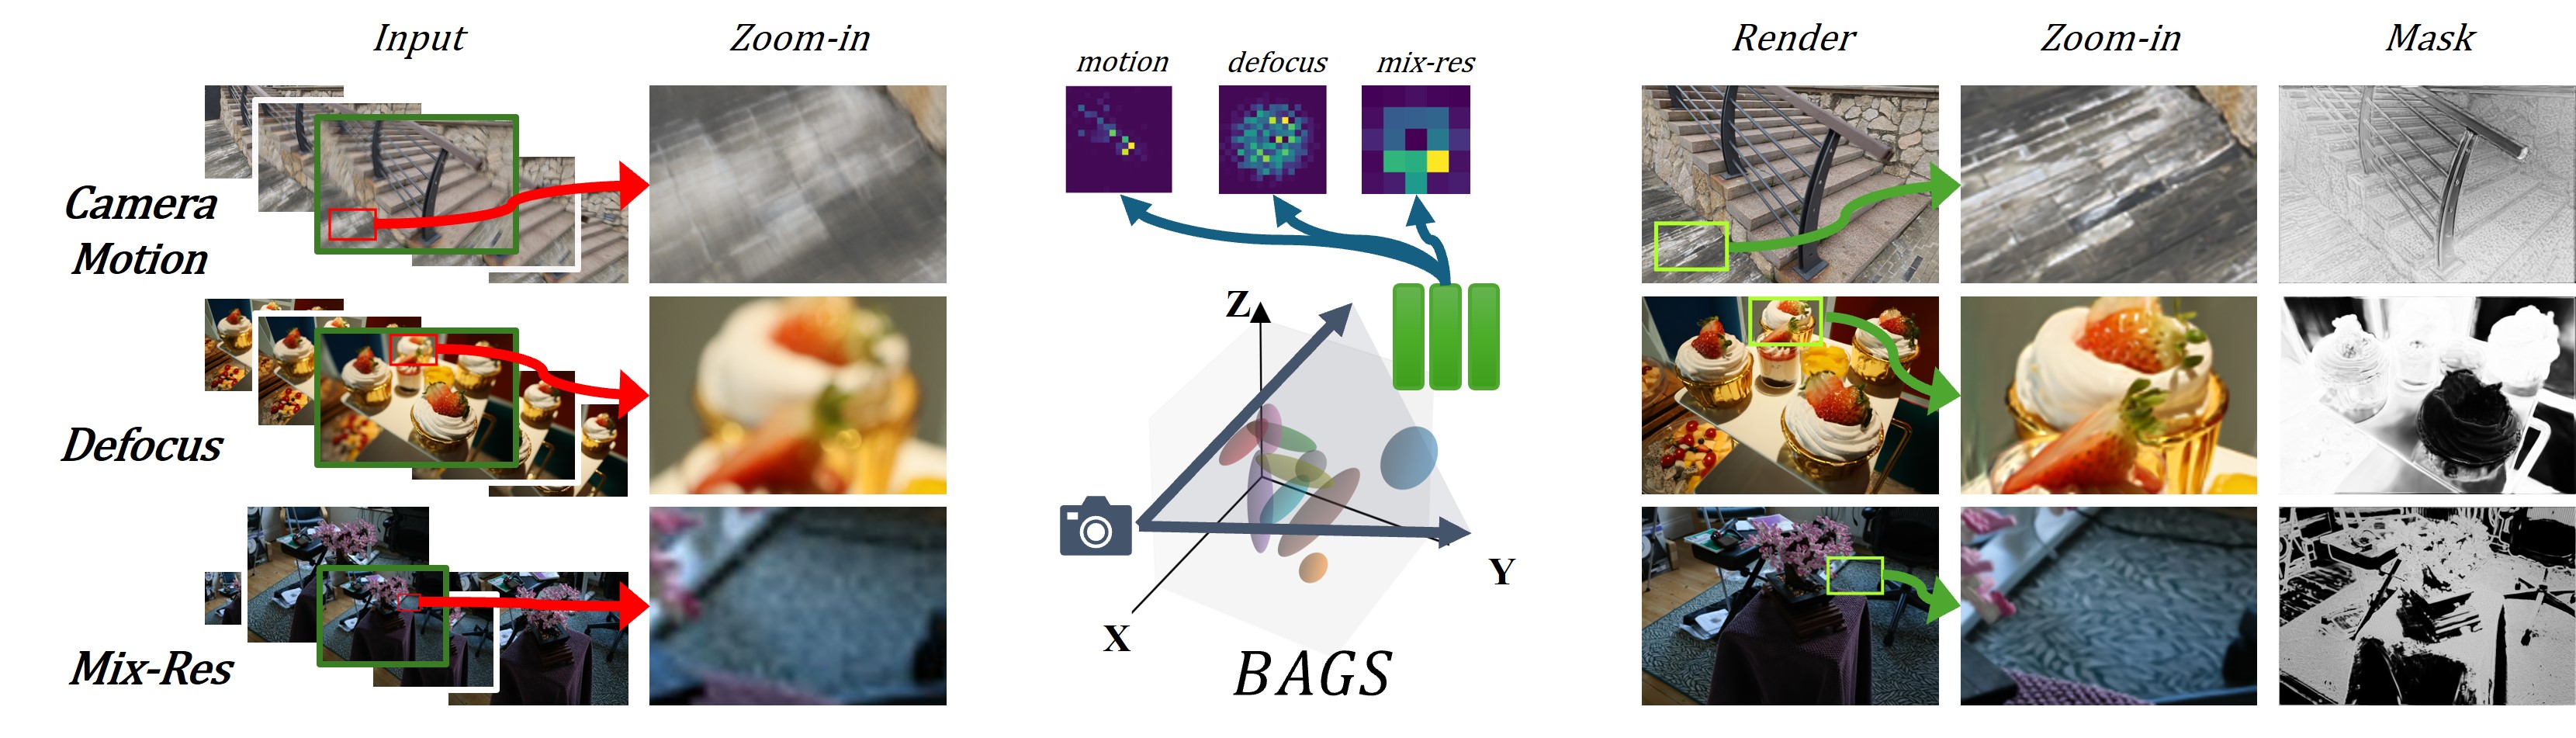 Input
Zoom-in
motion
defocus
mix-res
Render
Zoom-in
Mask
Camera
Motion
Defocus
Mix-Res
Z
Y
X
BAGS